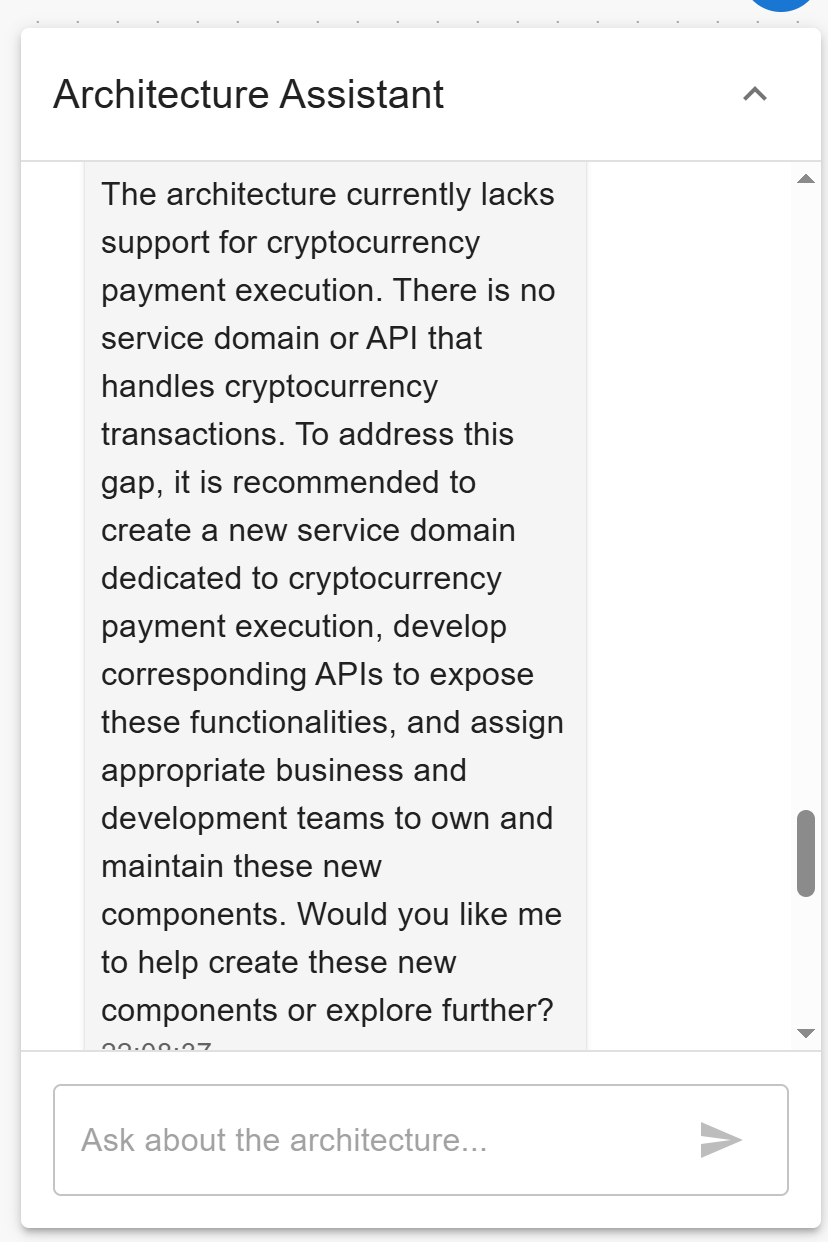 Architecture Assistant
The architecture currently lacks
support for cryptocurrency
payment execution. There is no
service domain or API that
handles cryptocurrency
transactions. To address this
gap, it is recommended to
create a new service domain
dedicated to cryptocurrency
payment execution, develop
corresponding APIs to expose
these functionalities, and assign
appropriate business and
development teams to own and
maintain these new
components. Would you like me
to help create these new
components or explore further?
Ask about the architecture...